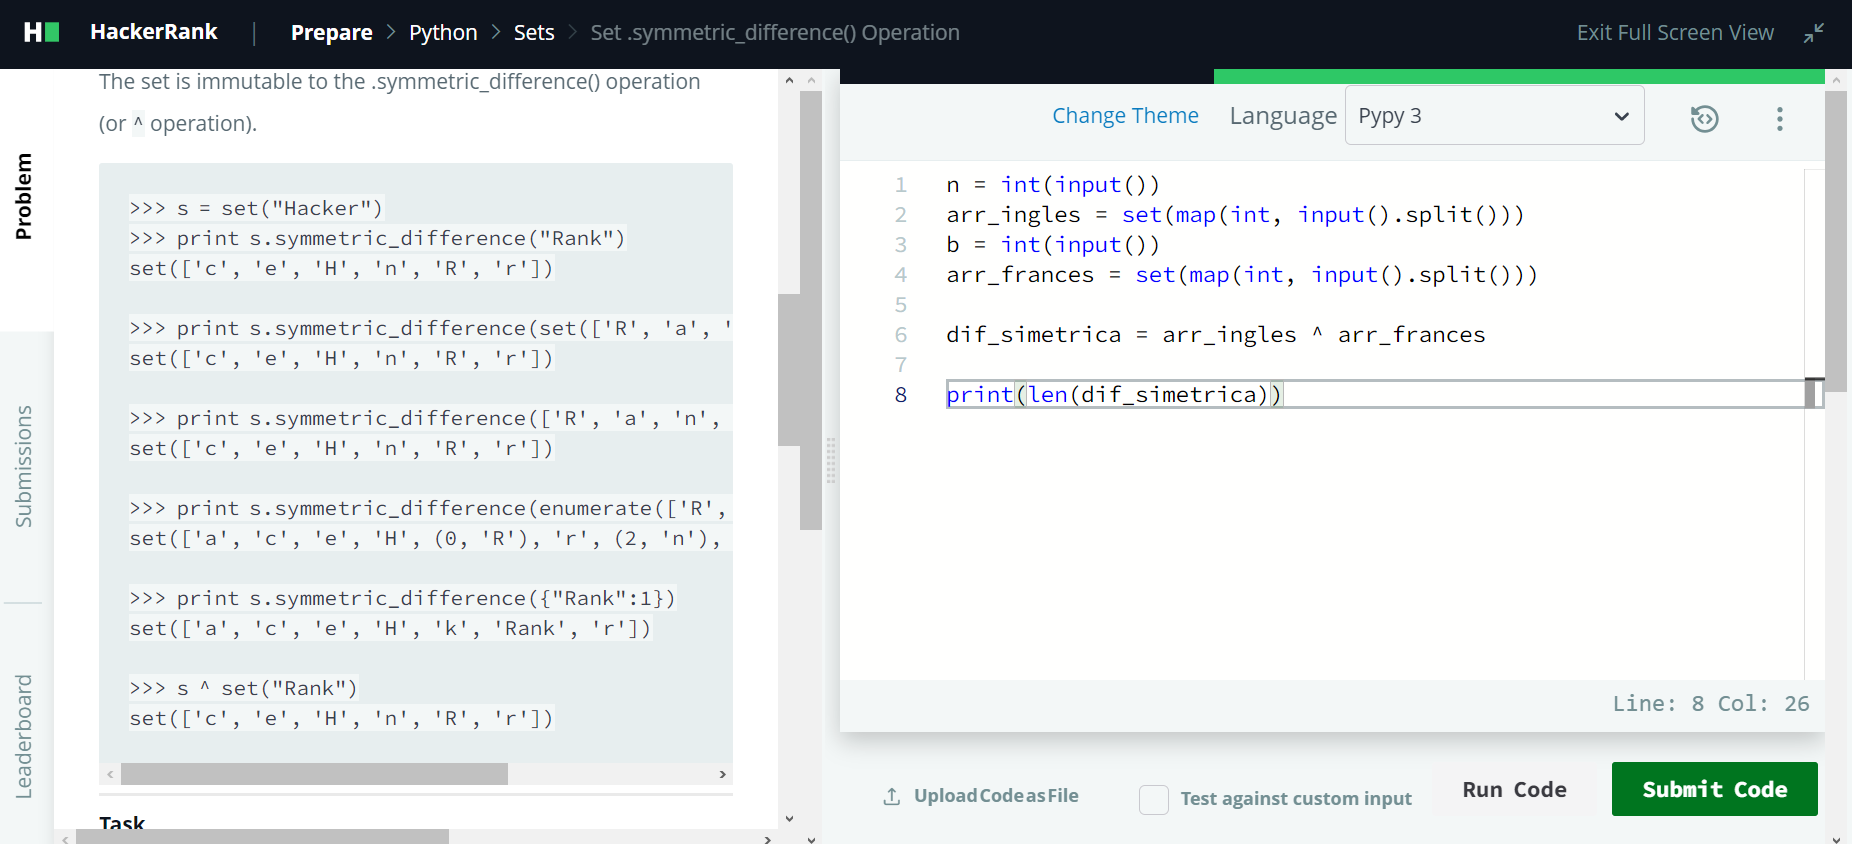 H HackerRank | Prepare > Python > Sets > Set .symmetric_difference() Operation Exit Full Screen View
Problem
Submissions
Leaderboard
The set is immutable to the .symmetric_difference() operation
(or ^ operation).
>>> s = set("Hacker")
>>> print s.symmetric_difference("Rank")
set(['c', 'e', 'H', 'n', 'R', 'r'])
>>> print s.symmetric_difference(set(['R', 'a', '
set(['c', 'e', 'H', 'n', 'R', 'r'])
>>> print s.symmetric_difference(['R', 'a', 'n',
set(['c', 'e', 'H', 'n', 'R', 'r'])
>>> print s.symmetric_difference(enumerate(['R',
set(['a', 'c', 'e', 'H', (0, 'R'), 'r', (2, 'n'),
>>> print s.symmetric_difference({"Rank":1})
set(['a', 'c', 'e', 'H', 'k', 'Rank', 'r'])
>>> s ^ set("Rank")
set(['c', 'e', 'H', 'n', 'R', 'r'])
Task
Change Theme Language Pypy 3
1 n = int(input())
2 arr_ingles = set(map(int, input().split()))
3 b = int(input())
4 arr_frances = set(map(int, input().split()))
5
6 dif_simetrica = arr_ingles ^ arr_frances
7
8 print(len(dif_simetrica))
Line: 8 Col: 26
Upload Code as File Test against custom input Run Code Submit Code